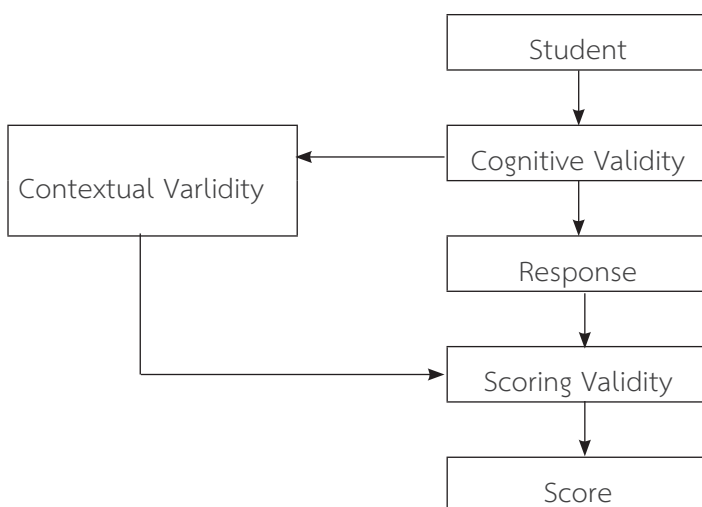 Student
Cognitive Validity
Contextual Varlidity
Response
Scoring Validity
Score